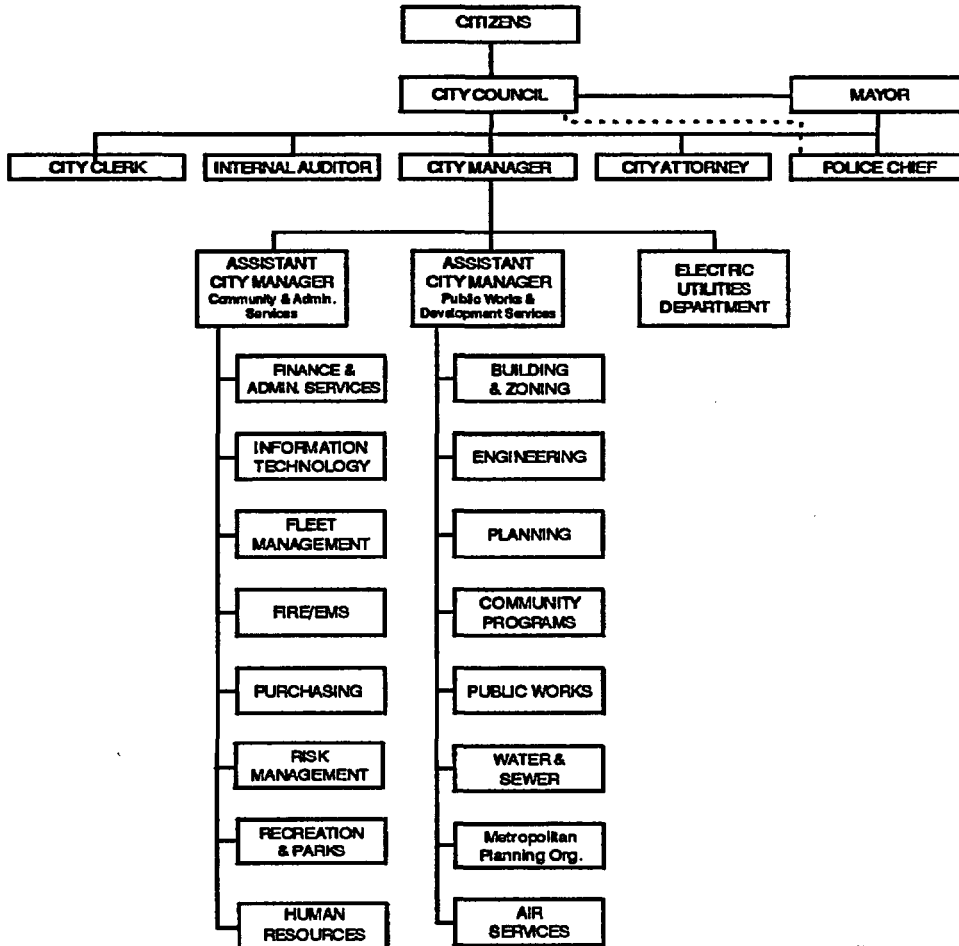 CITIZENS
CITY COUNCIL
MAYOR
CITY CLERK
INTERNAL AUDITOR
CITY MANAGER
CITY ATTORNEY
POLICE CHIEF
ASSISTANT
CITY MANAGER
Community & Admin.
Services
ASSISTANT
CITY MANAGER
Public Works &
Development Services
ELECTRIC
UTILITIES
DEPARTMENT
FINANCE &
ADMIN. SERVICES
INFORMATION
TECHNOLOGY
FLEET
MANAGEMENT
FIRE/EMS
PURCHASING
RISK
MANAGEMENT
RECREATION
& PARKS
HUMAN
RESOURCES
BUILDING
& ZONING
ENGINEERING
PLANNING
COMMUNITY
PROGRAMS
PUBLIC WORKS
WATER &
SEWER
Metropolitan
Planning Org.
AIR
SERVICES